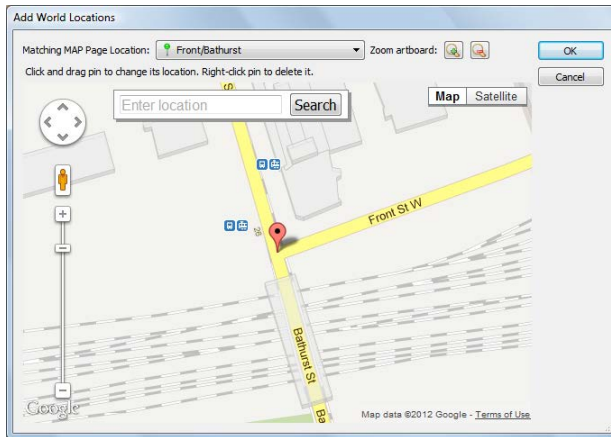 Add World Locations
Matching MAP Page Location:
Front/Bathurst
Zoom artboard:
OK
Click and drag pin to change its location. Right-click pin to delete it.
Cancel
Enter location
Search
Map
Satellite
S
Front St W
26
Bathurst St
Ba
Google
Map data ©2012 Google - Terms of Use